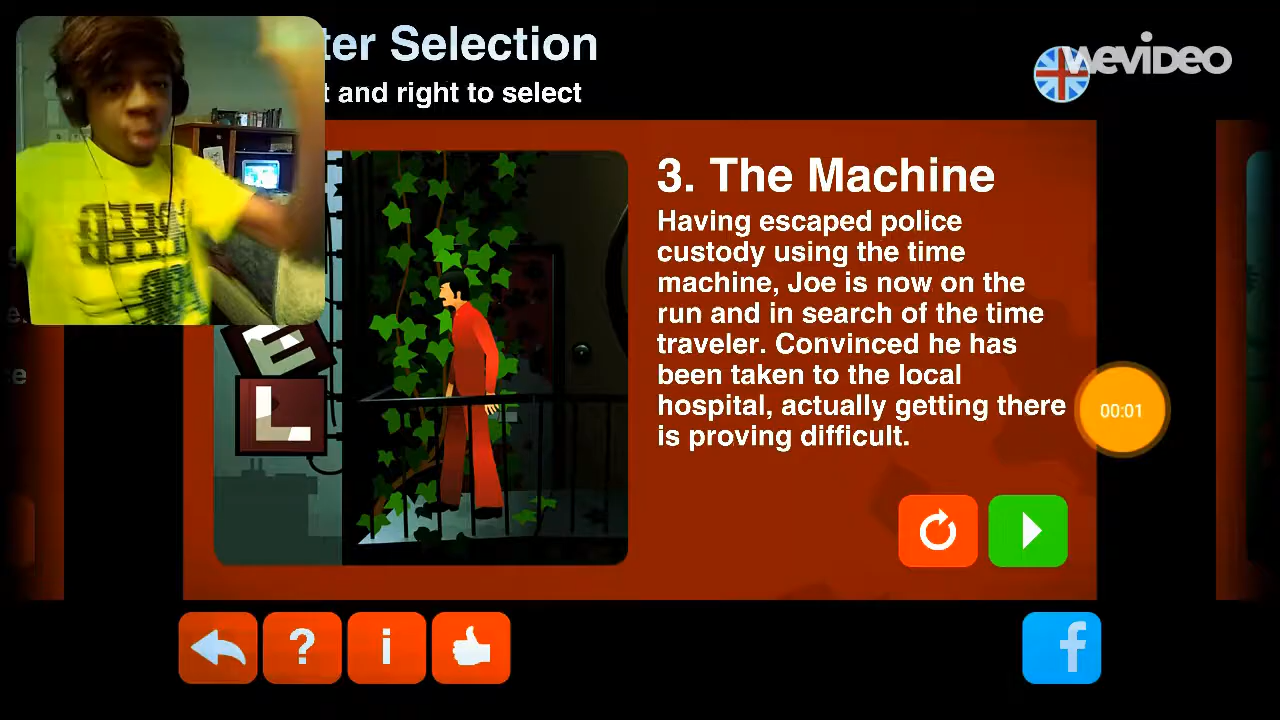 ter Selection
t and right to select
WEVIDEO
3. The Machine
Having escaped police
custody using the time
machine, Joe is now on the
run and in search of the time
traveler. Convinced he has
been taken to the local
hospital, actually getting there
is proving difficult.
E
L
00:01
? i f